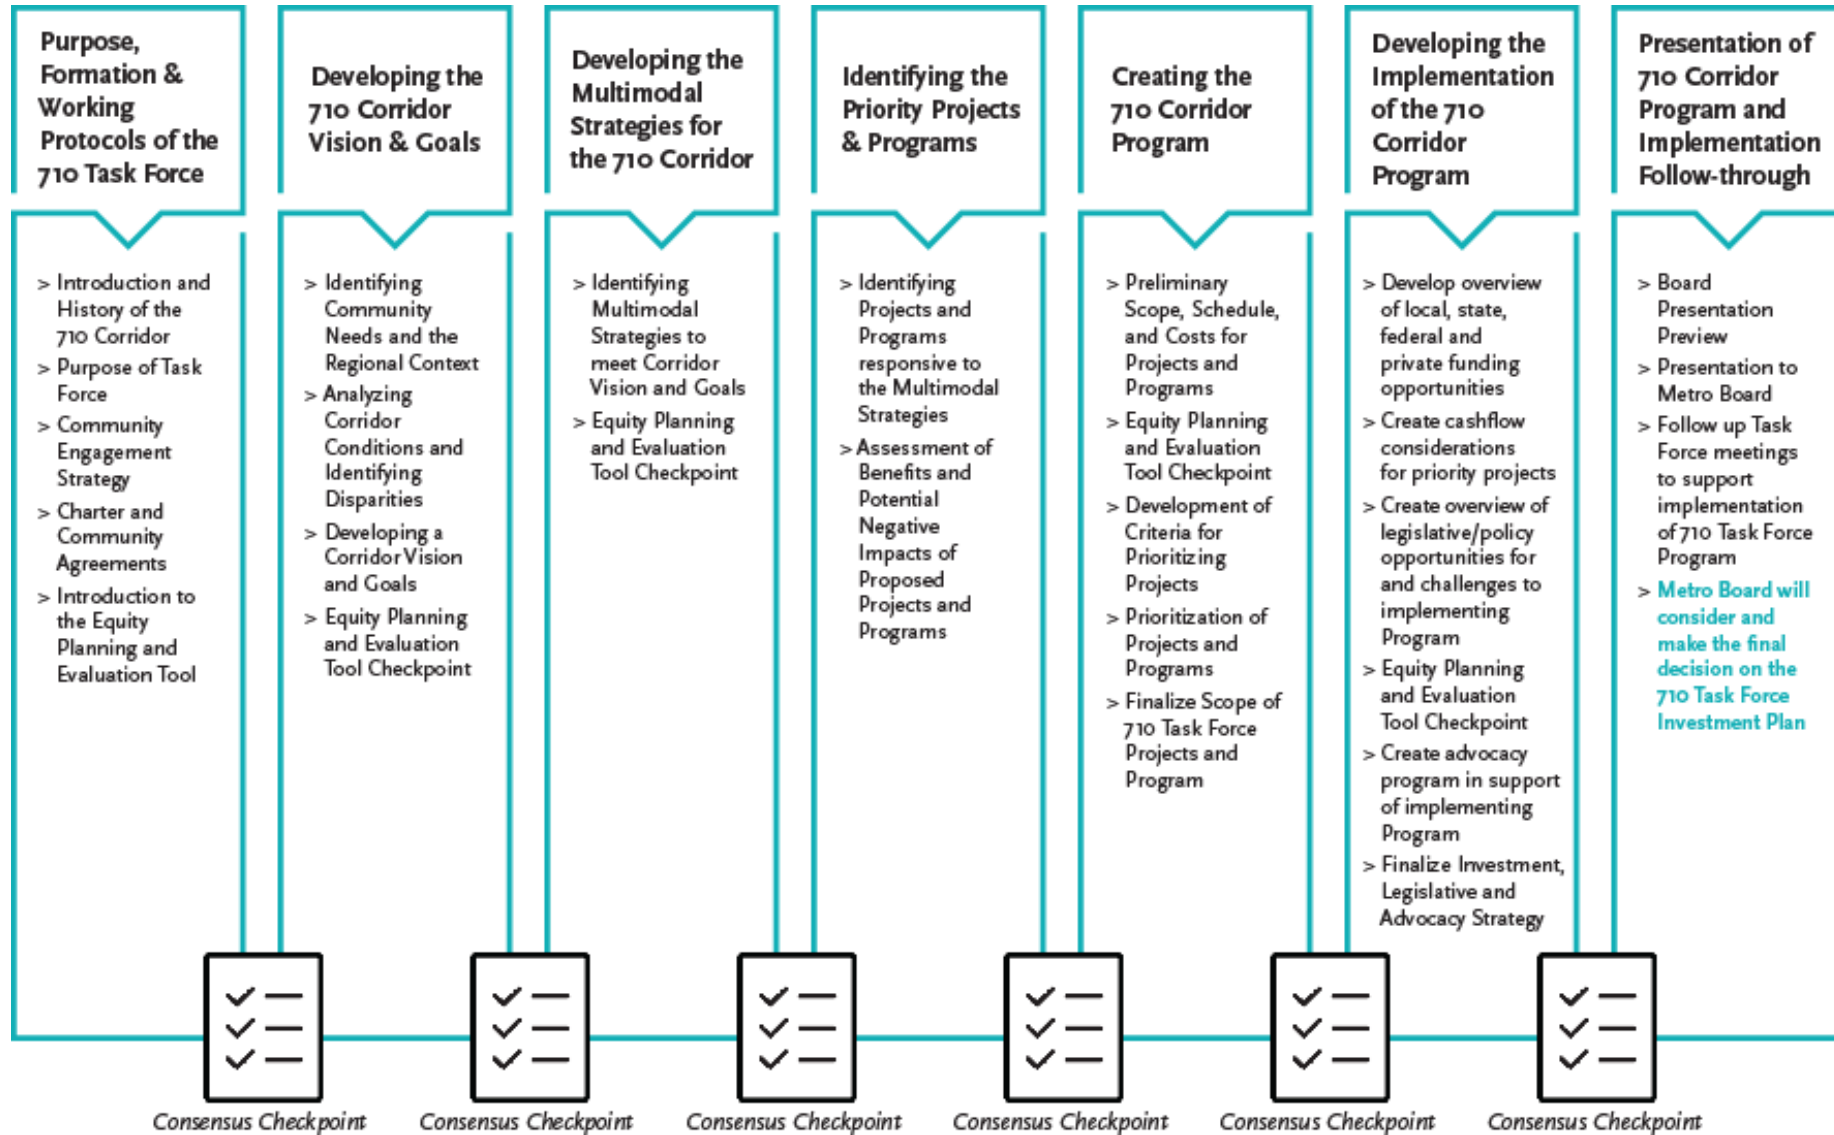 Purpose,
Formation &
Working
Protocols of the
710 Task Force
> Introduction and
History of the
710 Corridor
> Purpose of Task
Force
> Community
Engagement
Strategy
> Charter and
Community
Agreements
> Introduction to
the Equity
Planning and
Evaluation Tool
Developing the
710 Corridor
Vision & Goals
> Identifying
Community
Needs and the
Regional Context
> Analyzing
Corridor
Conditions and
Identifying
Disparities
> Developing a
Corridor Vision
and Goals
> Equity Planning
and Evaluation
Tool Checkpoint
Developing the
Multimodal
Strategies for
the 710 Corridor
> Identifying
Multimodal
Strategies to
meet Corridor
Vision and Goals
> Equity Planning
and Evaluation
Tool Checkpoint
Identifying the
Priority Projects
& Programs
> Identifying
Projects and
Programs
responsive to
the Multimodal
Strategies
> Assessment of
Benefits and
Potential
Negative
Impacts of
Proposed
Projects and
Programs
Creating the
710 Corridor
Program
> Preliminary
Scope, Schedule,
and Costs for
Projects and
Programs
> Equity Planning
and Evaluation
Tool Checkpoint
> Development of
Criteria for
Prioritizing
Projects
> Prioritization of
Projects and
Programs
> Finalize Scope of
710 Task Force
Projects and
Program
Developing the
Implementation
of the 710
Corridor
Program
> Develop overview
of local, state,
federal and
private funding
opportunities
> Create cashflow
considerations
for priority projects
> Create overview of
legislative/policy
opportunities for
and challenges to
implementing
Program
> Equity Planning
and Evaluation
Tool Checkpoint
> Create advocacy
program in support
of implementing
Program
> Finalize Investment,
Legislative and
Advocacy Strategy
Presentation of
710 Corridor
Program and
Implementation
Follow-through
> Board
Presentation
Preview
> Presentation to
Metro Board
> Follow up Task
Force meetings
to support
implementation
of 710 Task Force
Program
> Metro Board will
consider and
make the final
decision on the
710 Task Force
Investment Plan
Consensus Checkpoint
Consensus Checkpoint
Consensus Checkpoint
Consensus Checkpoint
Consensus Checkpoint
Consensus Checkpoint